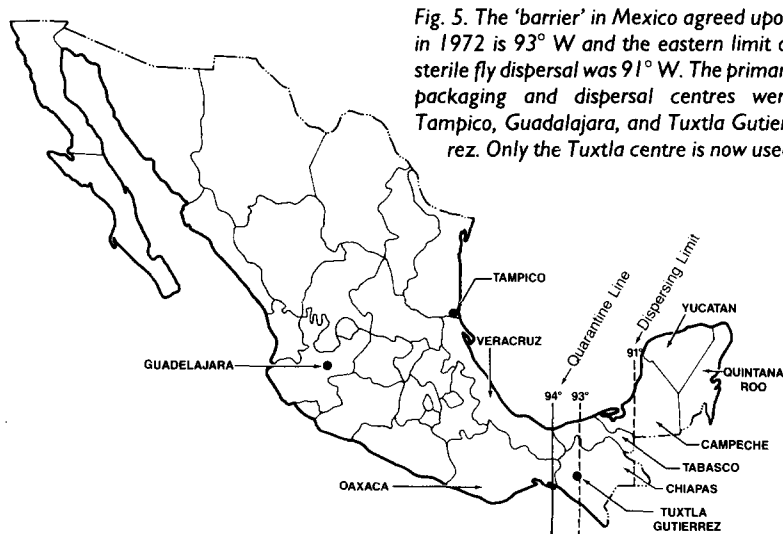 Fig. 5. The 'barrier' in Mexico agreed upo
in 1972 is 93° W and the eastern limit o
sterile fly dispersal was 91° W. The primar
packaging and dispersal centres wer
Tampico, Guadalajara, and Tuxtla Gutier
rez. Only the Tuxtla centre is now use
TAMPICO
Quarantine Line
Dispersing Limit
YUCATAN
VERACRUZ
91°
GUADELAJARA
QUINTANA
ROO
94° 93°
CAMPECHE
TABASCO
OAXACA
CHIAPAS
TUXTLA
GUTIERREZ